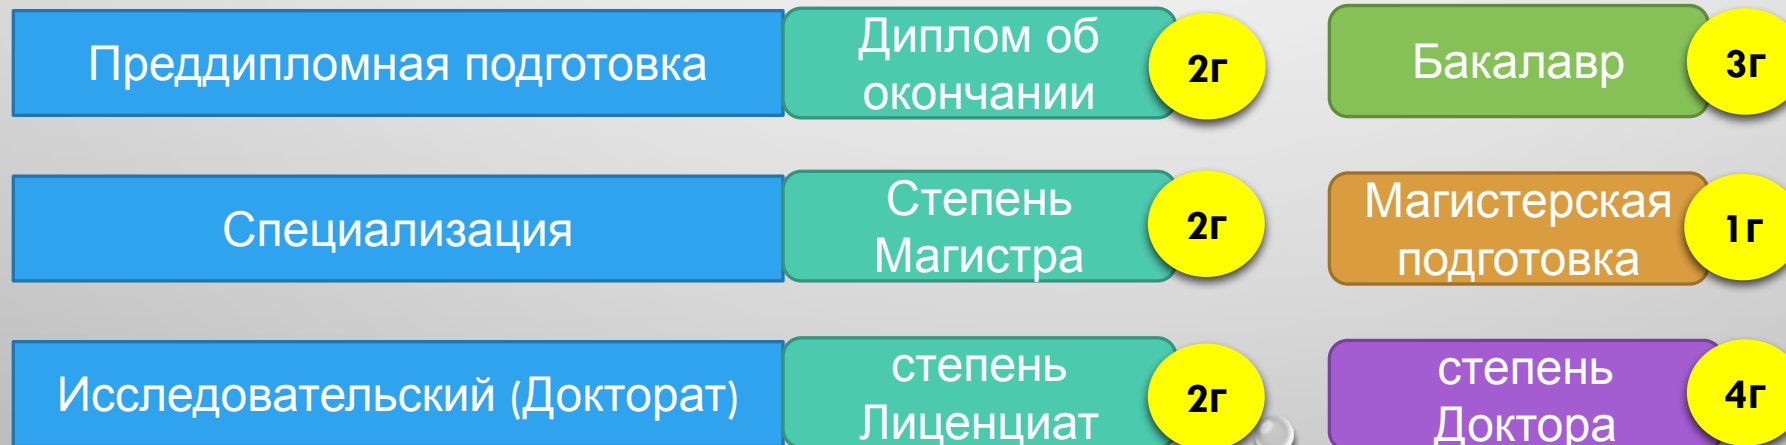 Преддипломная подготовка
Диплом об
окончании
2г
Бакалавр
3г
Специализация
Степень
Магистра
2г
Магистерская
подготовка
1г
Исследовательский (Докторат)
степень
Лиценциат
2г
степень
Доктора
4г